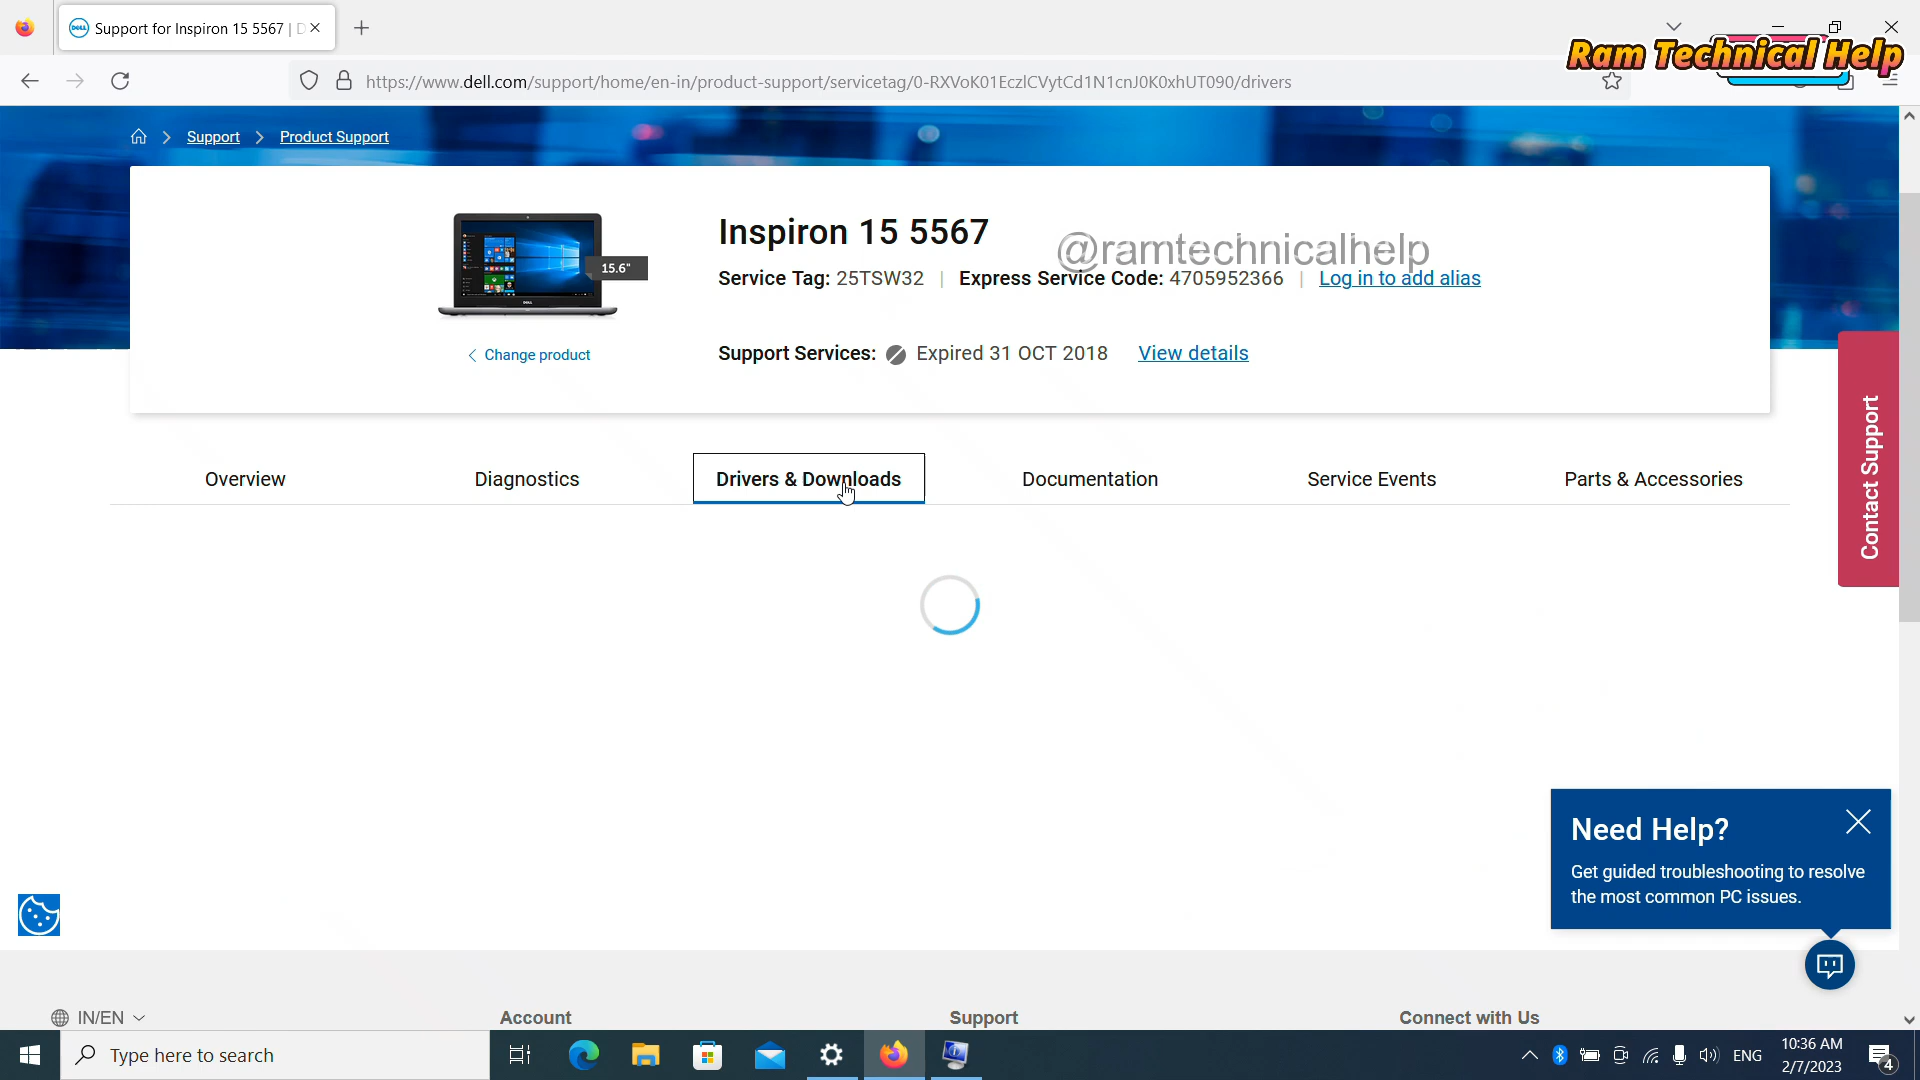 Support for Inspiron 15 5567 | D
Ram Technical Help
https://www.dell.com/support/home/en-in/product-support/servicetag/0-RXVoK01EczlCVytCd1N1cnJ0K0xhUT090/drivers
Support
Product Support
Inspiron 15 5567
@ramtechnicalhelp
15.6"
Service Tag: 25TSW32 | Express Service Code: 4705952366 | Log in to add alias
Change product
Support Services: Expired 31 OCT 2018 View details
Contact Support
Overview
Diagnostics
Drivers & Downloads
Documentation
Service Events
Parts & Accessories
Need Help?
Get guided troubleshooting to resolve
the most common PC issues.
IN/EN
Account
Support
Connect with Us
Type here to search
ENG
10:36 AM
2/7/2023
4